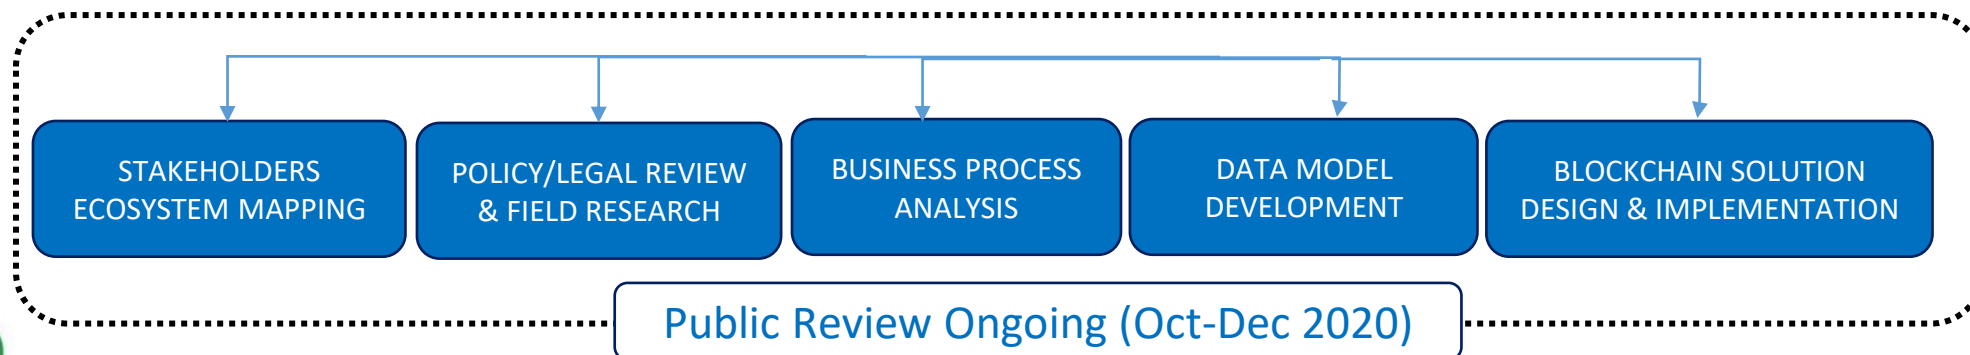 STAKEHOLDERS
ECOSYSTEM MAPPING
POLICY/LEGAL REVIEW
& FIELD RESEARCH
BUSINESS PROCESS
ANALYSIS
DATA MODEL
DEVELOPMENT
BLOCKCHAIN SOLUTION
DESIGN & IMPLEMENTATION
Public Review Ongoing (Oct-Dec 2020)